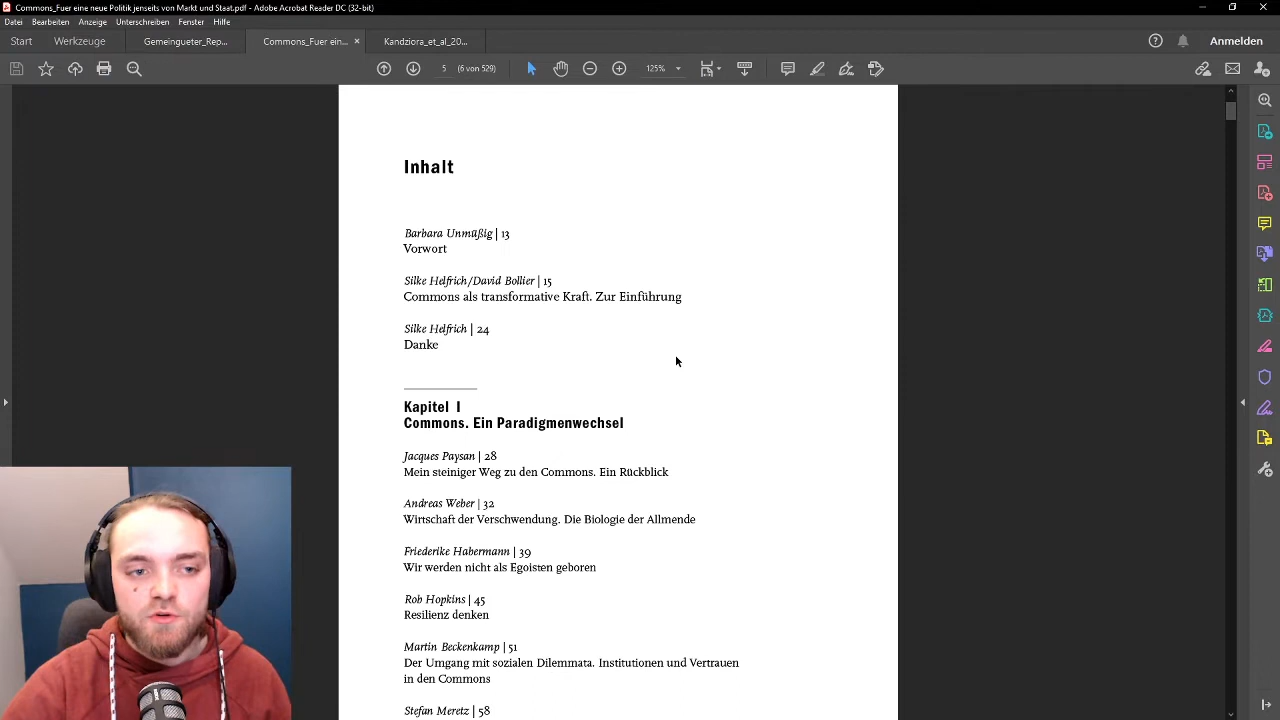 Commons_Fuer eine neue Politik jenseits von Markt und Staat.pdf - Adobe Acrobat Reader DC (32-bit)
Datei Bearbeiten Anzeige Unterschreiben Fenster Hilfe
Start Werkzeuge Gemeingueter_Rep... Commons_Fuer ein... × Kandziora_et_al_20... Anmelden
5 (6 von 529) 125%
Inhalt
Barbara Unmüßig | 13
Vorwort
Silke Helfrich/David Bollier | 15
Commons als transformative Kraft. Zur Einführung
Silke Helfrich | 24
Danke
Kapitel I
Commons. Ein Paradigmenwechsel
Jacques Paysan | 28
Mein steiniger Weg zu den Commons. Ein Rückblick
Andreas Weber | 32
Wirtschaft der Verschwendung. Die Biologie der Allmende
Friederike Habermann | 39
Wir werden nicht als Egoisten geboren
Rob Hopkins | 45
Resilienz denken
Martin Beckenkamp | 51
Der Umgang mit sozialen Dilemmata. Institutionen und Vertrauen
in den Commons
Stefan Meretz | 58